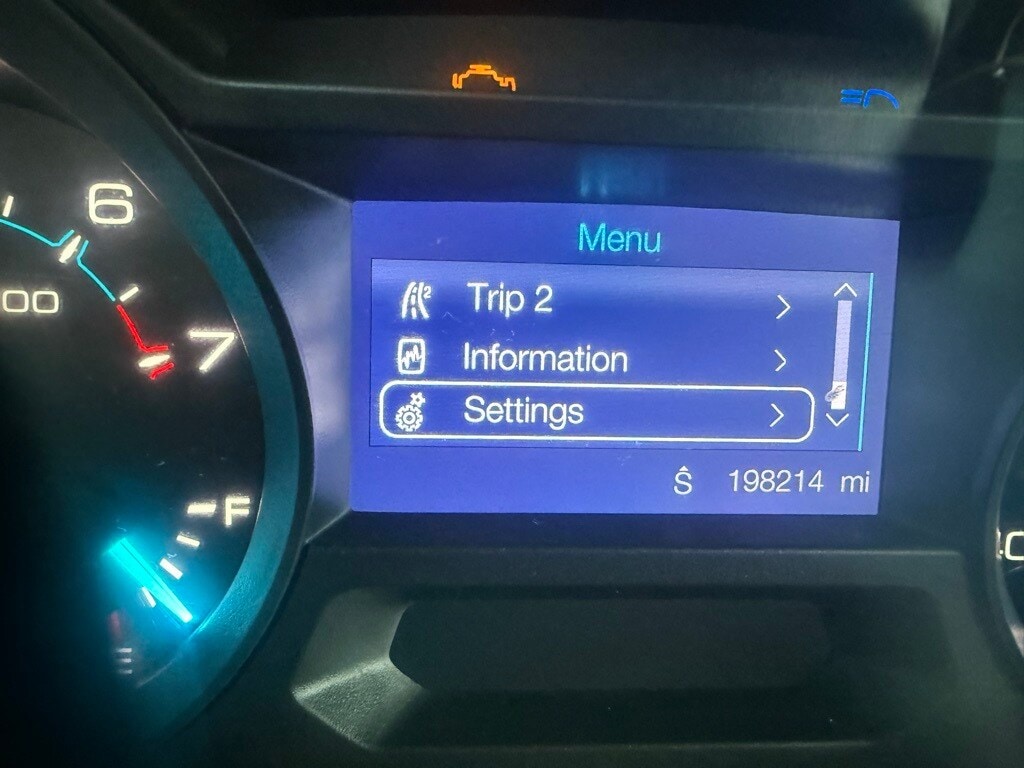 6
00
7
Menu
Trip 2
Information
Settings
Ŝ 198214 mi
F